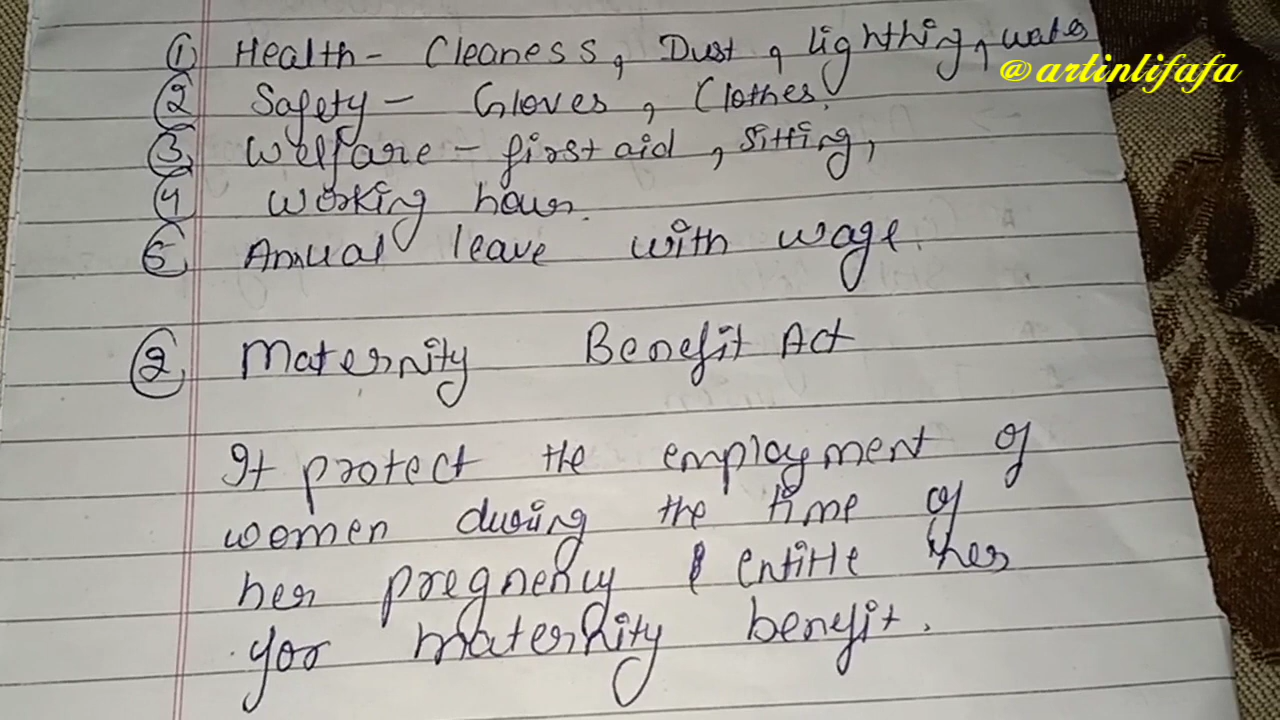 ① Health - Cleaness, Dust, lighthing, water
@artinlifafa
② Safety - Gloves, Clothes.
③ Welfare - first aid, sitting,
④ Working hour.
⑤ Annual leave with wage.
② Maternity Benefit Act
It protect the employment of
women during the time of
her pregnency & entitle her
for maternity benefit.